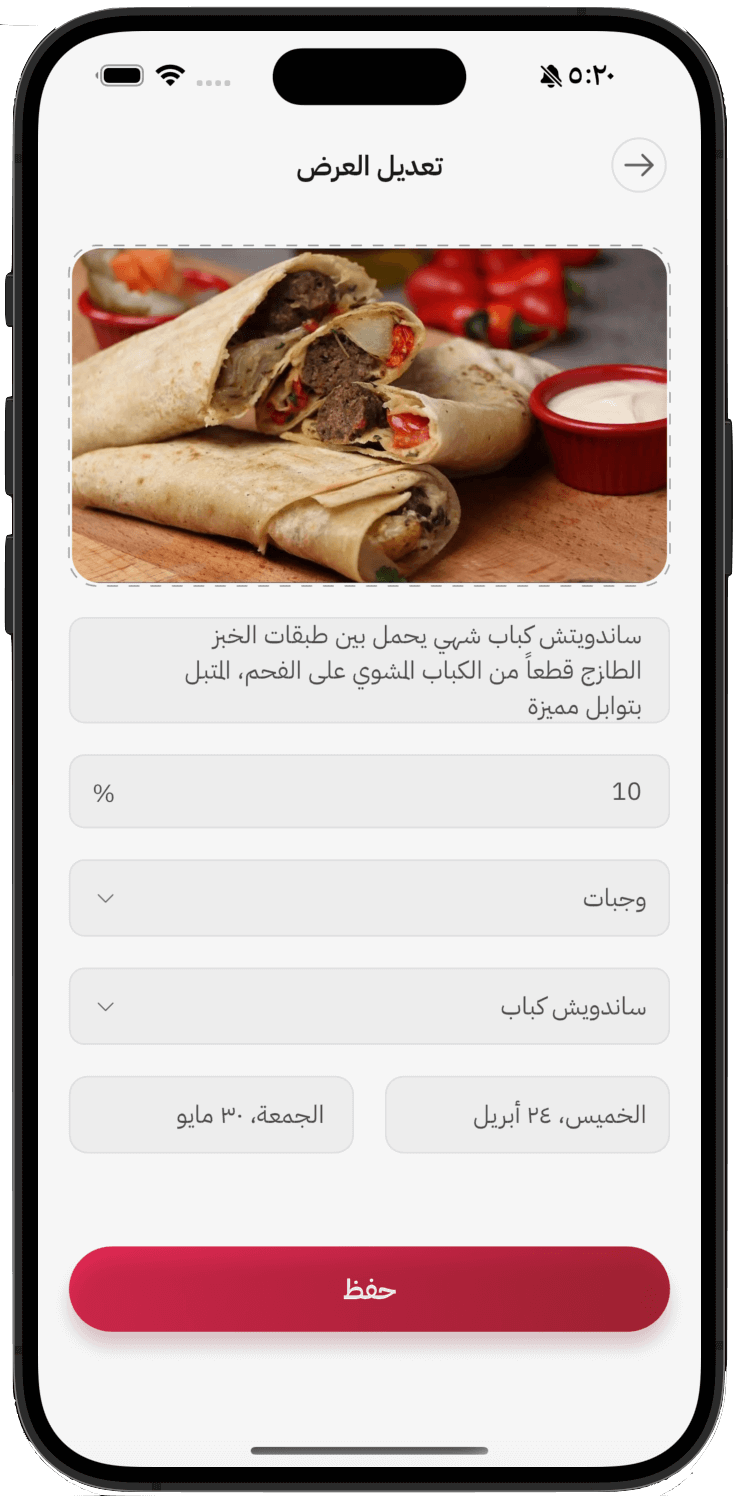 ٥:٢٠
تعديل العرض
ساندويتش كباب شهي يحمل بين طبقات الخبز
الطازج قطعاً من الكباب المشوي على الفحم، المتبل
بتوابل مميزة
10 %
وجبات
ساندويش كباب
الخميس، ٢٤ أبريل
الجمعة، ٣٠ مايو
حفظ